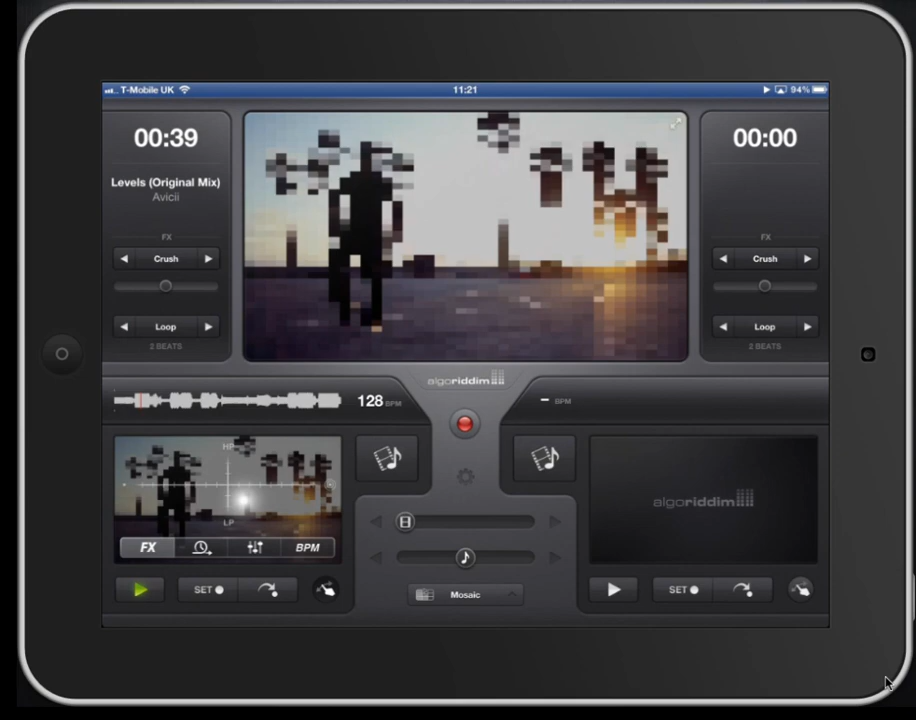 T-Mobile UK
11:21
94%
00:39
00:00
Levels (Original Mix)
Avicii
FX
FX
Crush
Crush
Loop
Loop
2 BEATS
2 BEATS
algoriddim
128 BPM
– BPM
HP
LP
algoriddim
FX
BPM
SET
SET
Mosaic